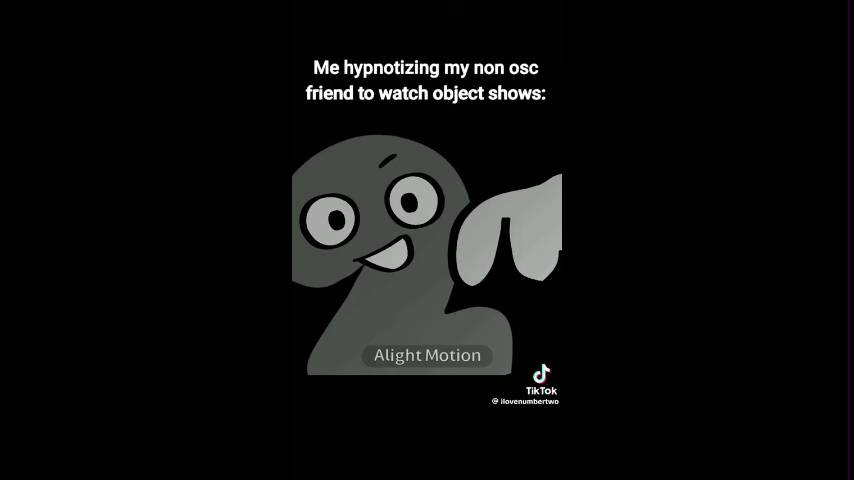 Me hypnotizing my non osc
friend to watch object shows:
Alight Motion
TikTok
@ ilovenumbertwo